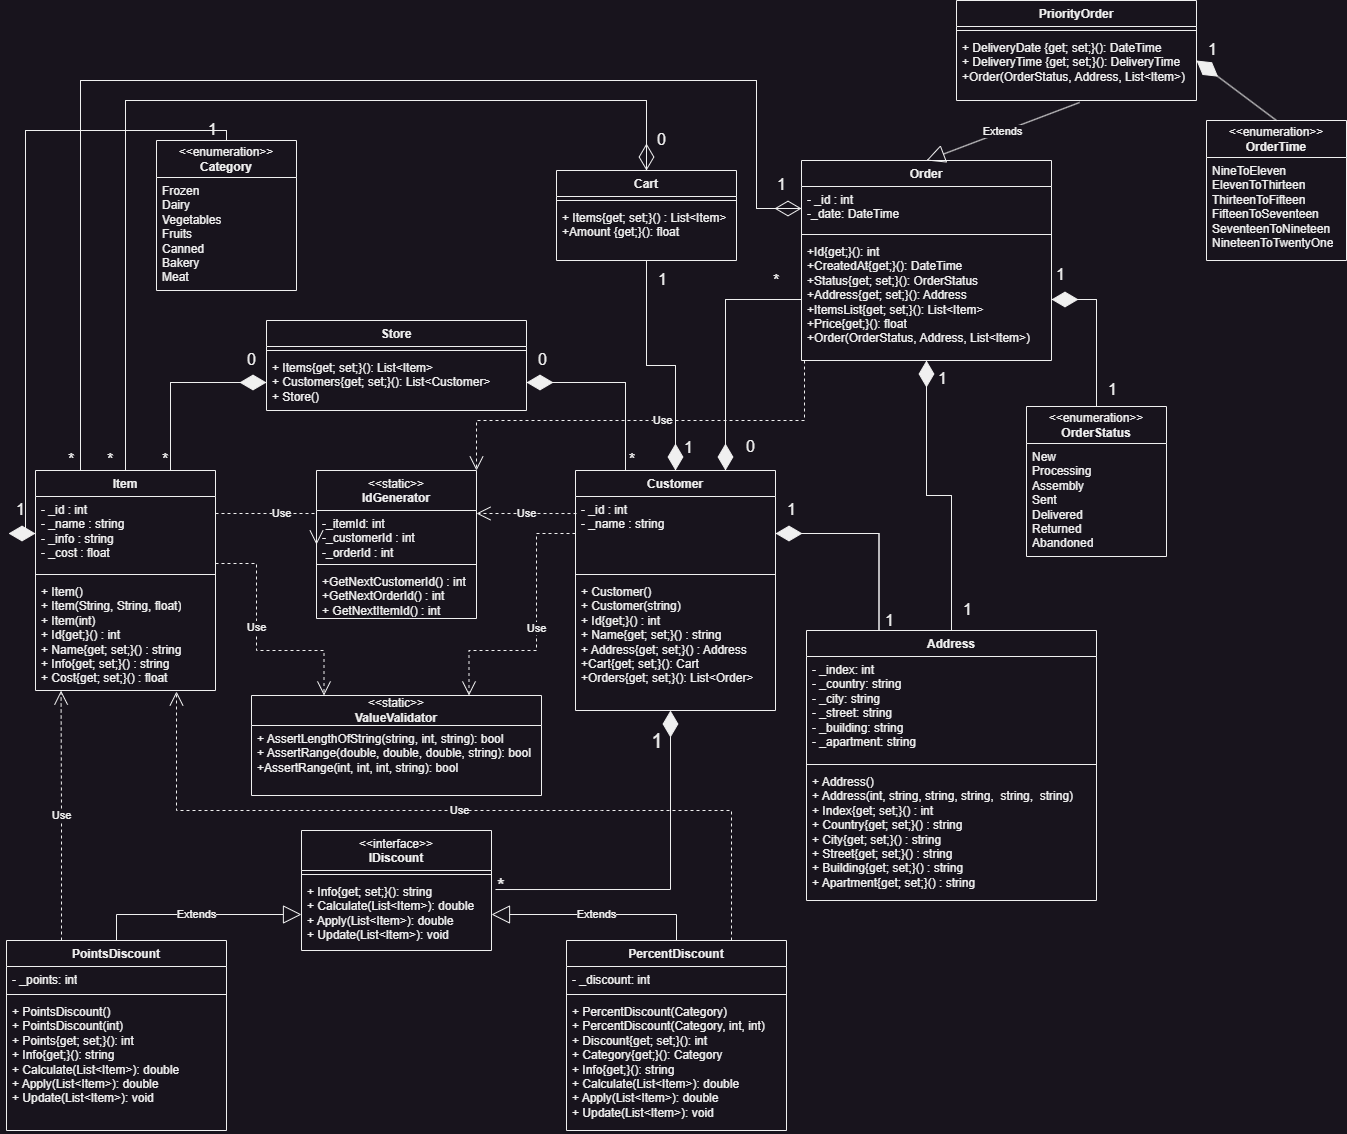 PriorityOrder
+ DeliveryDate {get; set;}(): DateTime
+ DeliveryTime {get; set;}(): DeliveryTime
+Order(OrderStatus, Address, List<Item>)
1
Extends
<<enumeration>>
OrderTime
NineToEleven
ElevenToThirteen
ThirteenToFifteen
FifteenToSeventeen
SeventeenToNineteen
NineteenToTwentyOne
1
<<enumeration>>
Category
Frozen
Dairy
Vegetables
Fruits
Canned
Bakery
Meat
0
Cart
+ Items{get; set;}() : List<Item>
+Amount {get;}(): float
1
1
Order
- _id : int
-_date: DateTime
+Id{get;}(): int
+CreatedAt{get;}(): DateTime
+Status{get; set;}(): OrderStatus
+Address{get; set;}(): Address
+ItemsList{get; set;}(): List<Item>
+Price{get;}(): float
+Order(OrderStatus, Address, List<Item>)
*
1
1
1
<<enumeration>>
OrderStatus
New
Processing
Assembly
Sent
Delivered
Returned
Abandoned
Store
+ Items{get; set;}(): List<Item>
+ Customers{get; set;}(): List<Customer>
+ Store()
0
0
Use
*
*
*
*
1
0
1
Item
- _id : int
- _name : string
- _info : string
- _cost : float
+ Item()
+ Item(String, String, float)
+ Item(int)
+ Id{get;}() : int
+ Name{get; set;}() : string
+ Info{get; set;}() : string
+ Cost{get; set;}() : float
Use
<<static>>
IdGenerator
-_itemId: int
-_customerId : int
-_orderId : int
+GetNextCustomerId() : int
+GetNextOrderId() : int
+ GetNextItemId() : int
Use
Customer
- _id : int
- _name : string
+ Customer()
+ Customer(string)
+ Id{get;}() : int
+ Name{get; set;}() : string
+ Address{get; set;}() : Address
+Cart{get; set;}(): Cart
+Orders{get; set;}(): List<Order>
1
1
1
Address
- _index: int
- _country: string
- _city: string
- _street: string
- _building: string
- _apartment: string
+ Address()
+ Address(int, string, string, string, string, string)
+ Index{get; set;}() : int
+ Country{get; set;}() : string
+ City{get; set;}() : string
+ Street{get; set;}() : string
+ Building{get; set;}() : string
+ Apartment{get; set;}() : string
Use
Use
<<static>>
ValueValidator
+ AssertLengthOfString(string, int, string): bool
+ AssertRange(double, double, double, string): bool
+AssertRange(int, int, int, string): bool
1
Use
Use
<<interface>>
IDiscount
+ Info{get; set;}(): string
+ Calculate(List<Item>): double
+ Apply(List<Item>): double
+ Update(List<Item>): void
*
Extends
Extends
PointsDiscount
- _points: int
+ PointsDiscount()
+ PointsDiscount(int)
+ Points{get; set;}(): int
+ Info{get;}(): string
+ Calculate(List<Item>): double
+ Apply(List<Item>): double
+ Update(List<Item>): void
PercentDiscount
- _discount: int
+ PercentDiscount(Category)
+ PercentDiscount(Category, int, int)
+ Discount{get; set;}(): int
+ Category{get;}(): Category
+ Info{get;}(): string
+ Calculate(List<Item>): double
+ Apply(List<Item>): double
+ Update(List<Item>): void